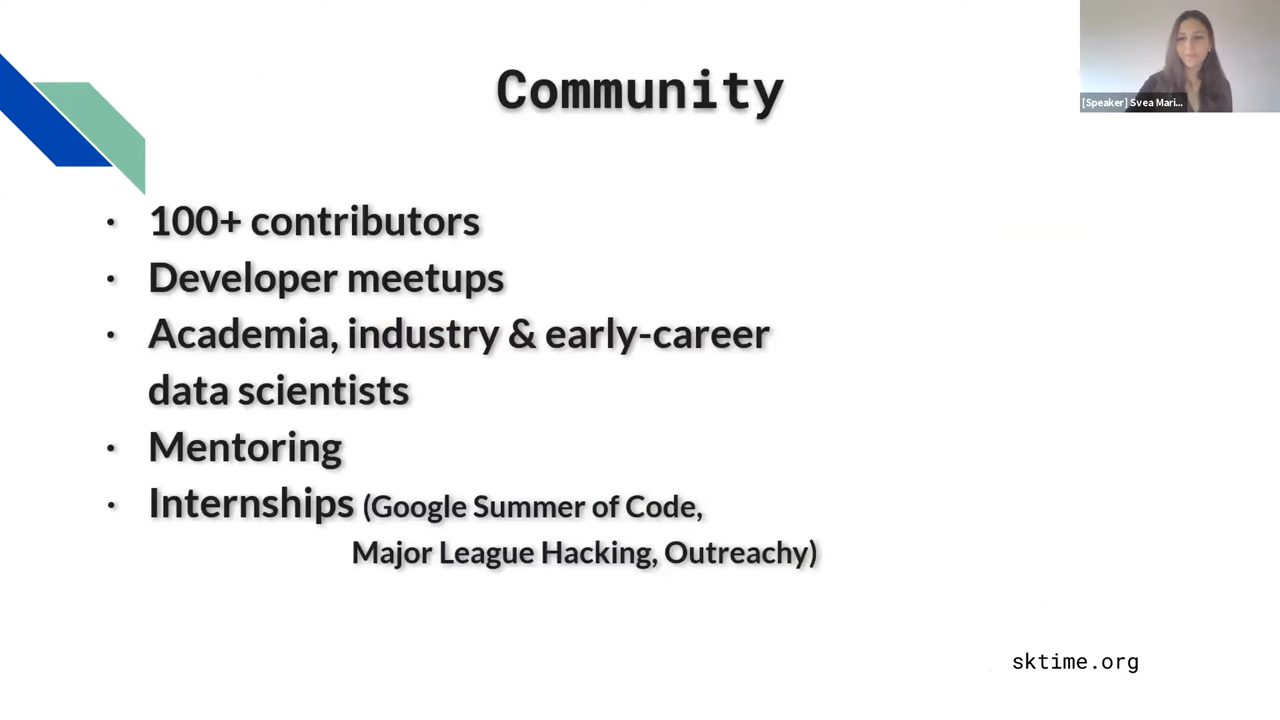 Community
[Speaker] Svea Mari...
· 100+ contributors
· Developer meetups
· Academia, industry & early-career
data scientists
· Mentoring
· Internships (Google Summer of Code,
Major League Hacking, Outreachy)
sktime.org